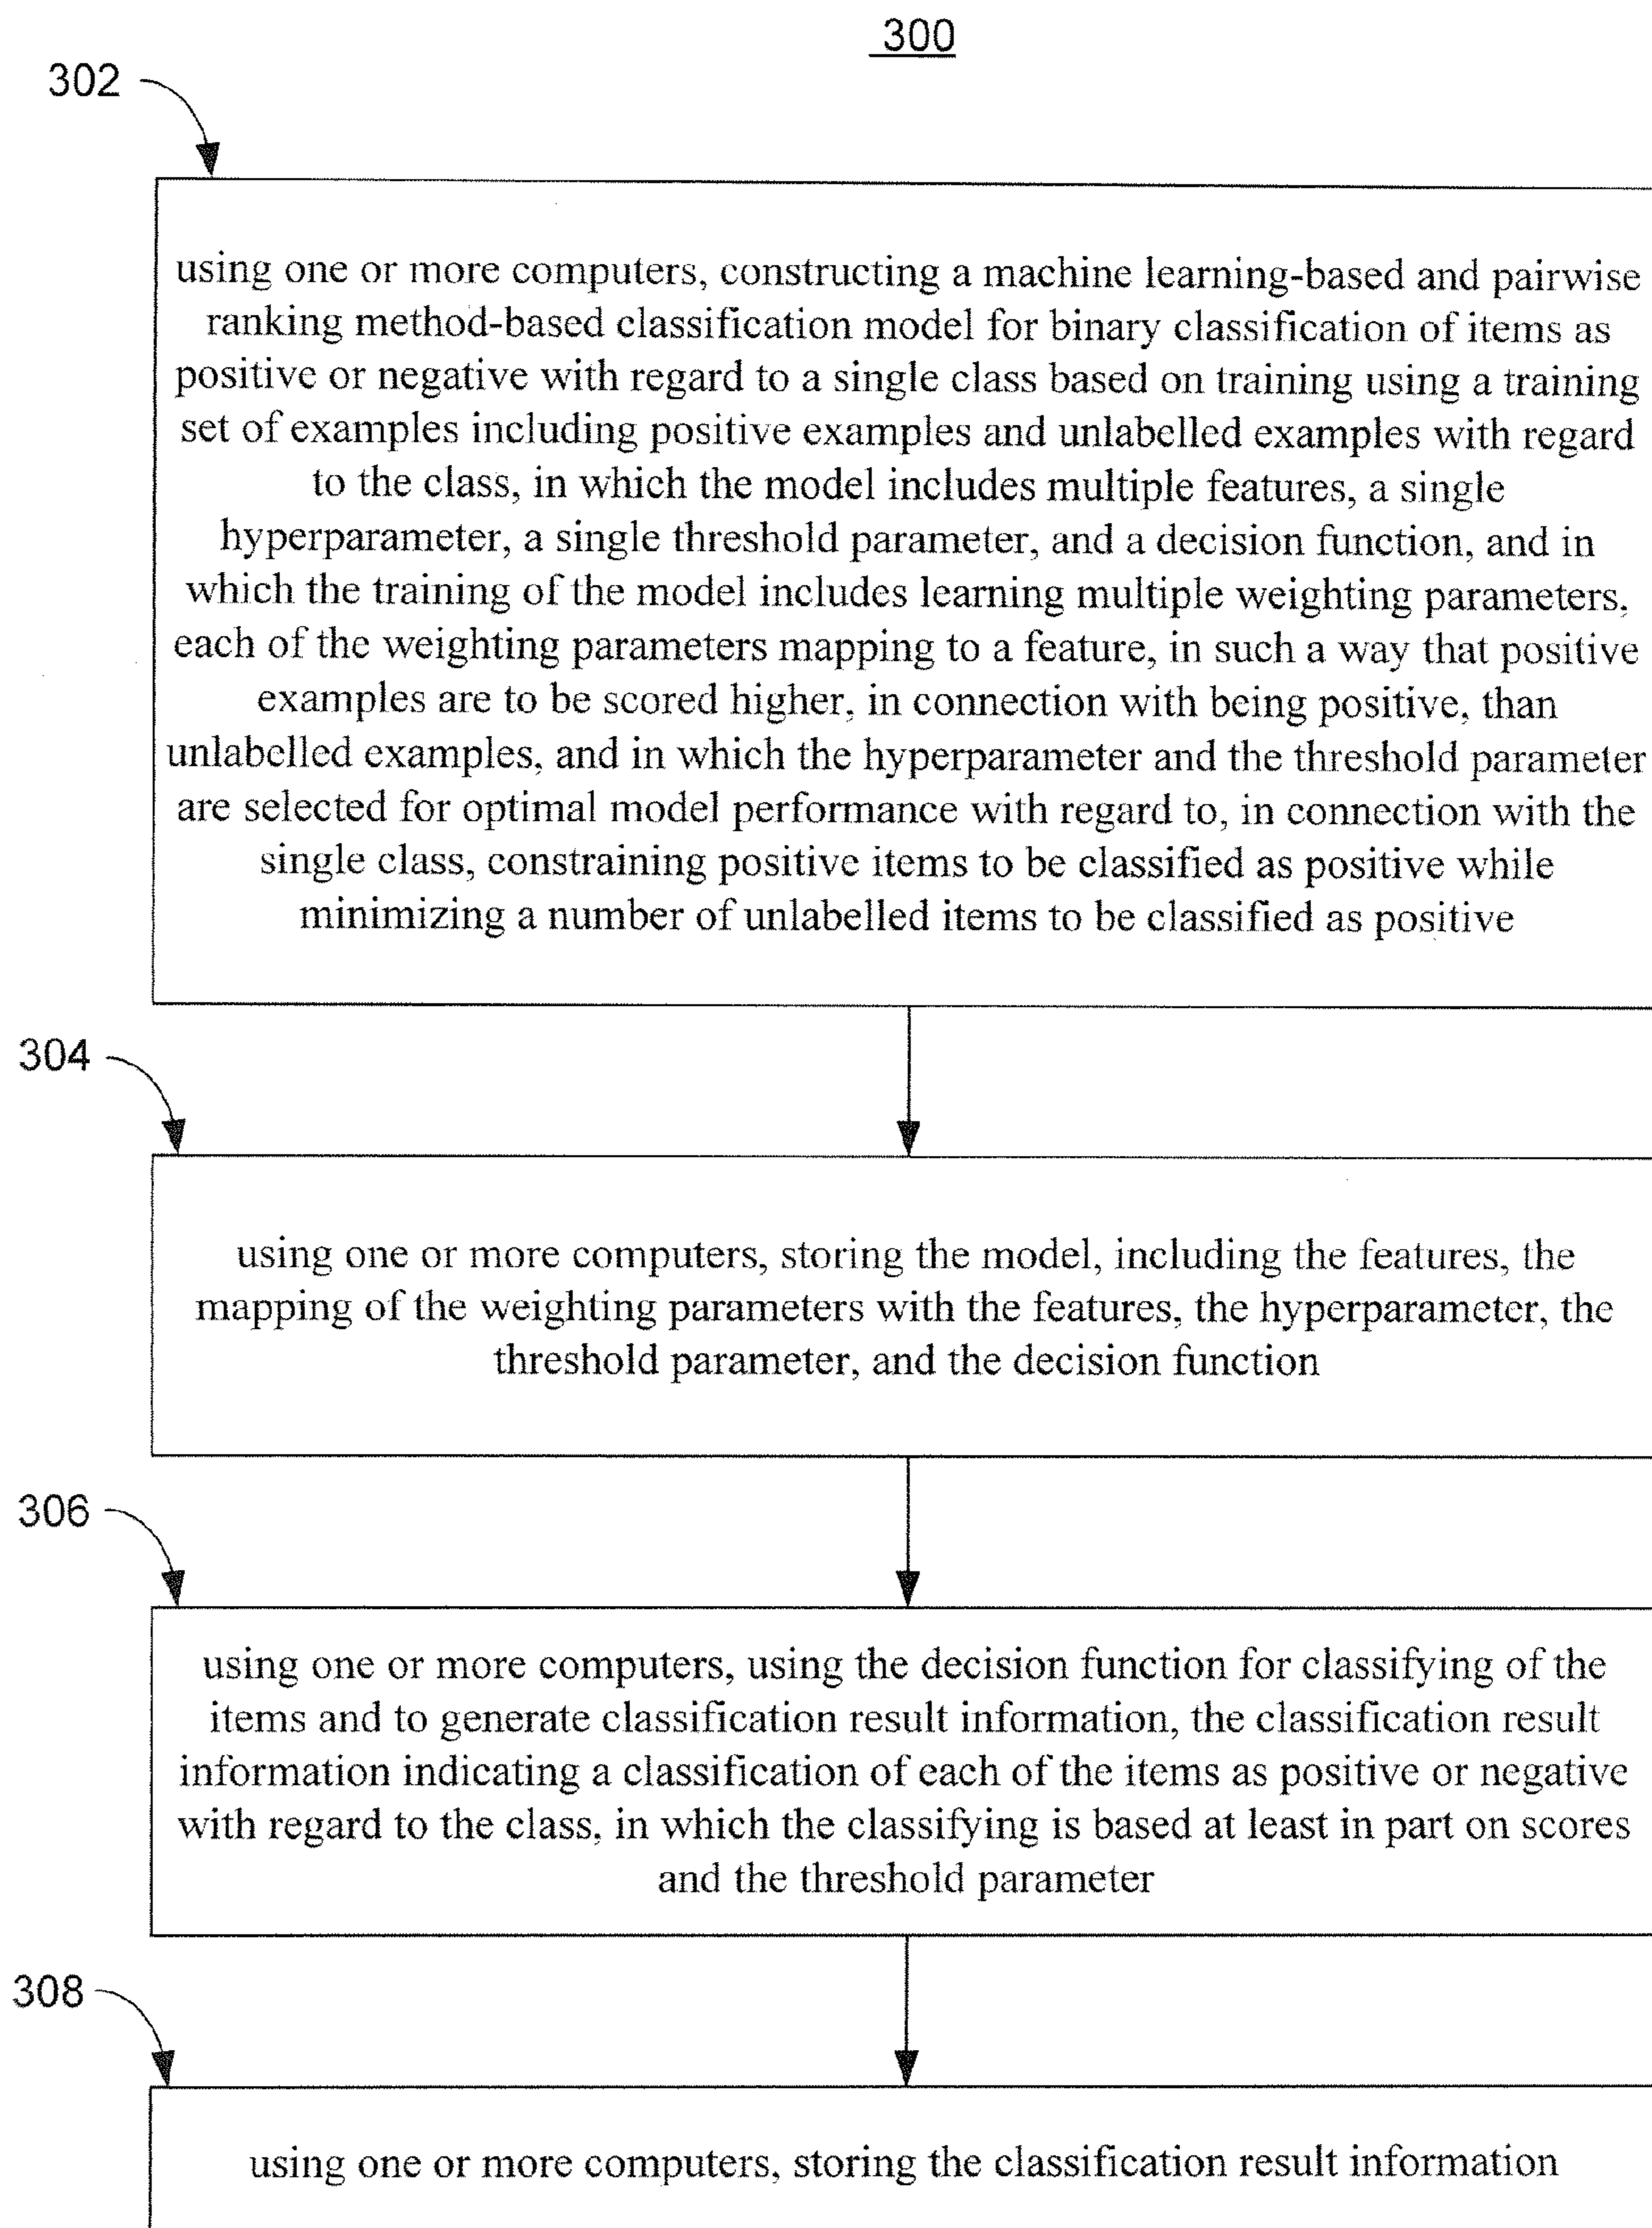 300
302
using one or more computers, constructing a machine learning-based and pairwise
ranking method-based classification model for binary classification of items as
positive or negative with regard to a single class based on training using a training
set of examples including positive examples and unlabelled examples with regard
to the class, in which the model includes multiple features, a single
hyperparameter, a single threshold parameter, and a decision function, and in
which the training of the model includes learning multiple weighting parameters,
each of the weighting parameters mapping to a feature, in such a way that positive
examples are to be scored higher, in connection with being positive, than
unlabelled examples, and in which the hyperparameter and the threshold parameter
are selected for optimal model performance with regard to, in connection with the
single class, constraining positive items to be classified as positive while
minimizing a number of unlabelled items to be classified as positive
304
using one or more computers, storing the model, including the features, the
mapping of the weighting parameters with the features, the hyperparameter, the
threshold parameter, and the decision function
306
using one or more computers, using the decision function for classifying of the
items and to generate classification result information, the classification result
information indicating a classification of each of the items as positive or negative
with regard to the class, in which the classifying is based at least in part on scores
and the threshold parameter
308
using one or more computers, storing the classification result information